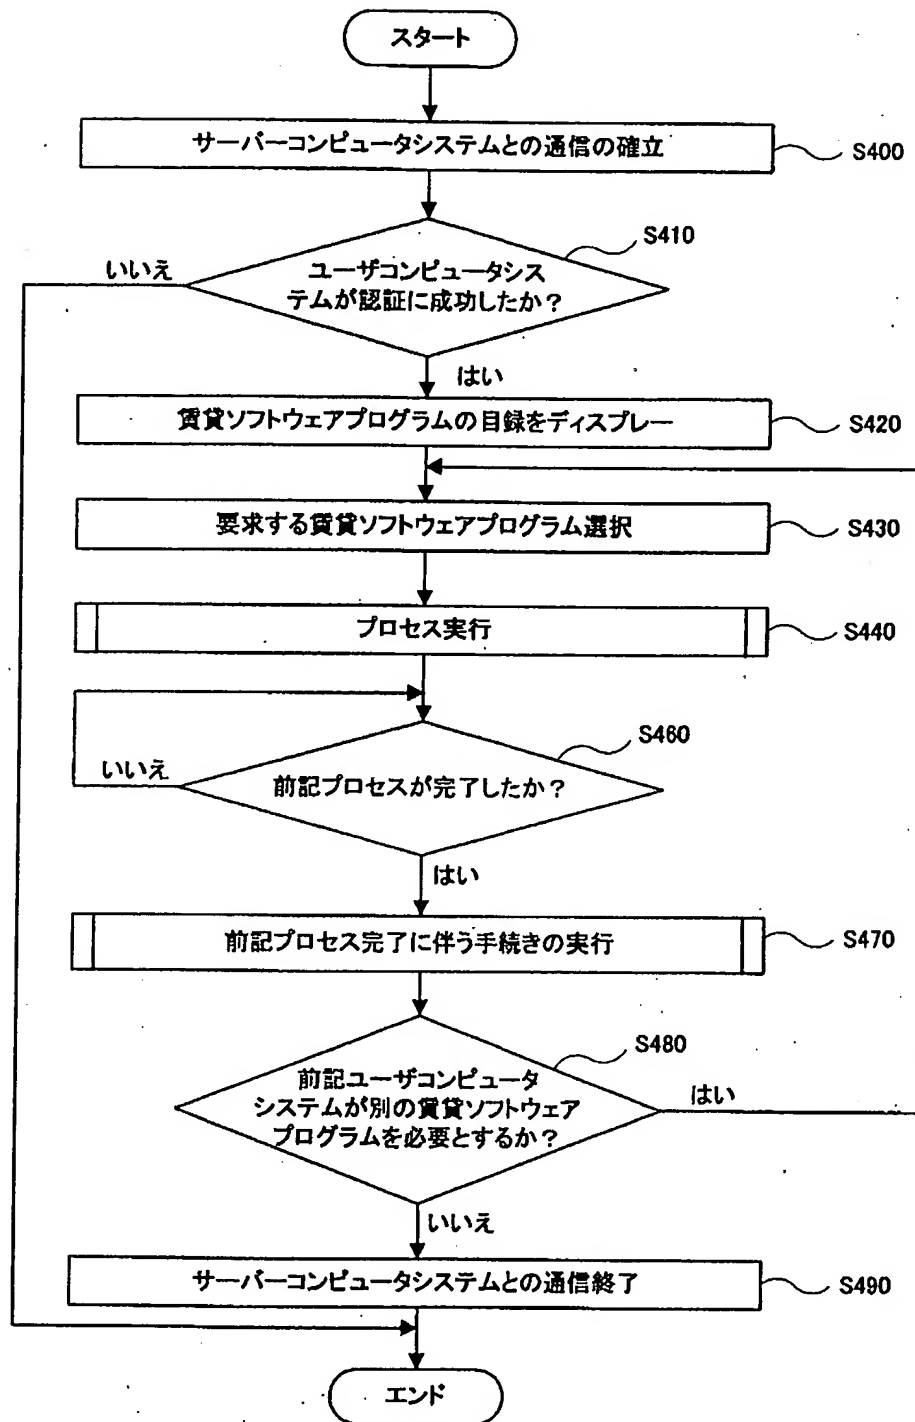 スタート
サーバーコンピュータシステムとの通信の確立
S400
S410
いいえ
ユーザコンピュータシス
テムが認証に成功したか？
はい
賃貸ソフトウェアプログラムの目録をディスプレー
S420
要求する賃貸ソフトウェアプログラム選択
S430
プロセス実行
S440
S460
いいえ
前記プロセスが完了したか？
はい
前記プロセス完了に伴う手続きの実行
S470
S480
前記ユーザコンピュータ
システムが別の賃貸ソフトウェア
プログラムを必要とするか？
はい
いいえ
サーバーコンピュータシステムとの通信終了
S490
エンド